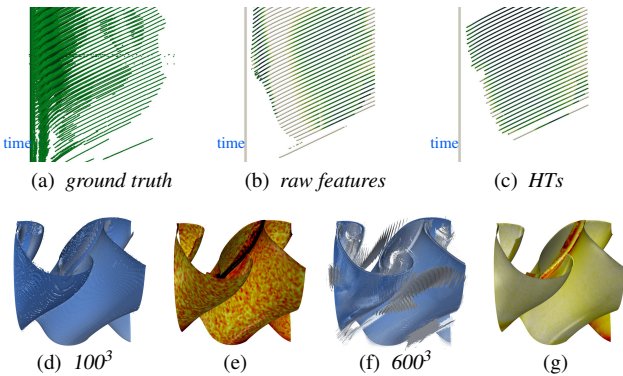 time
time
time
(a) ground truth
(b) raw features
(c) HTs
(d) 100³
(e)
(f) 600³
(g)